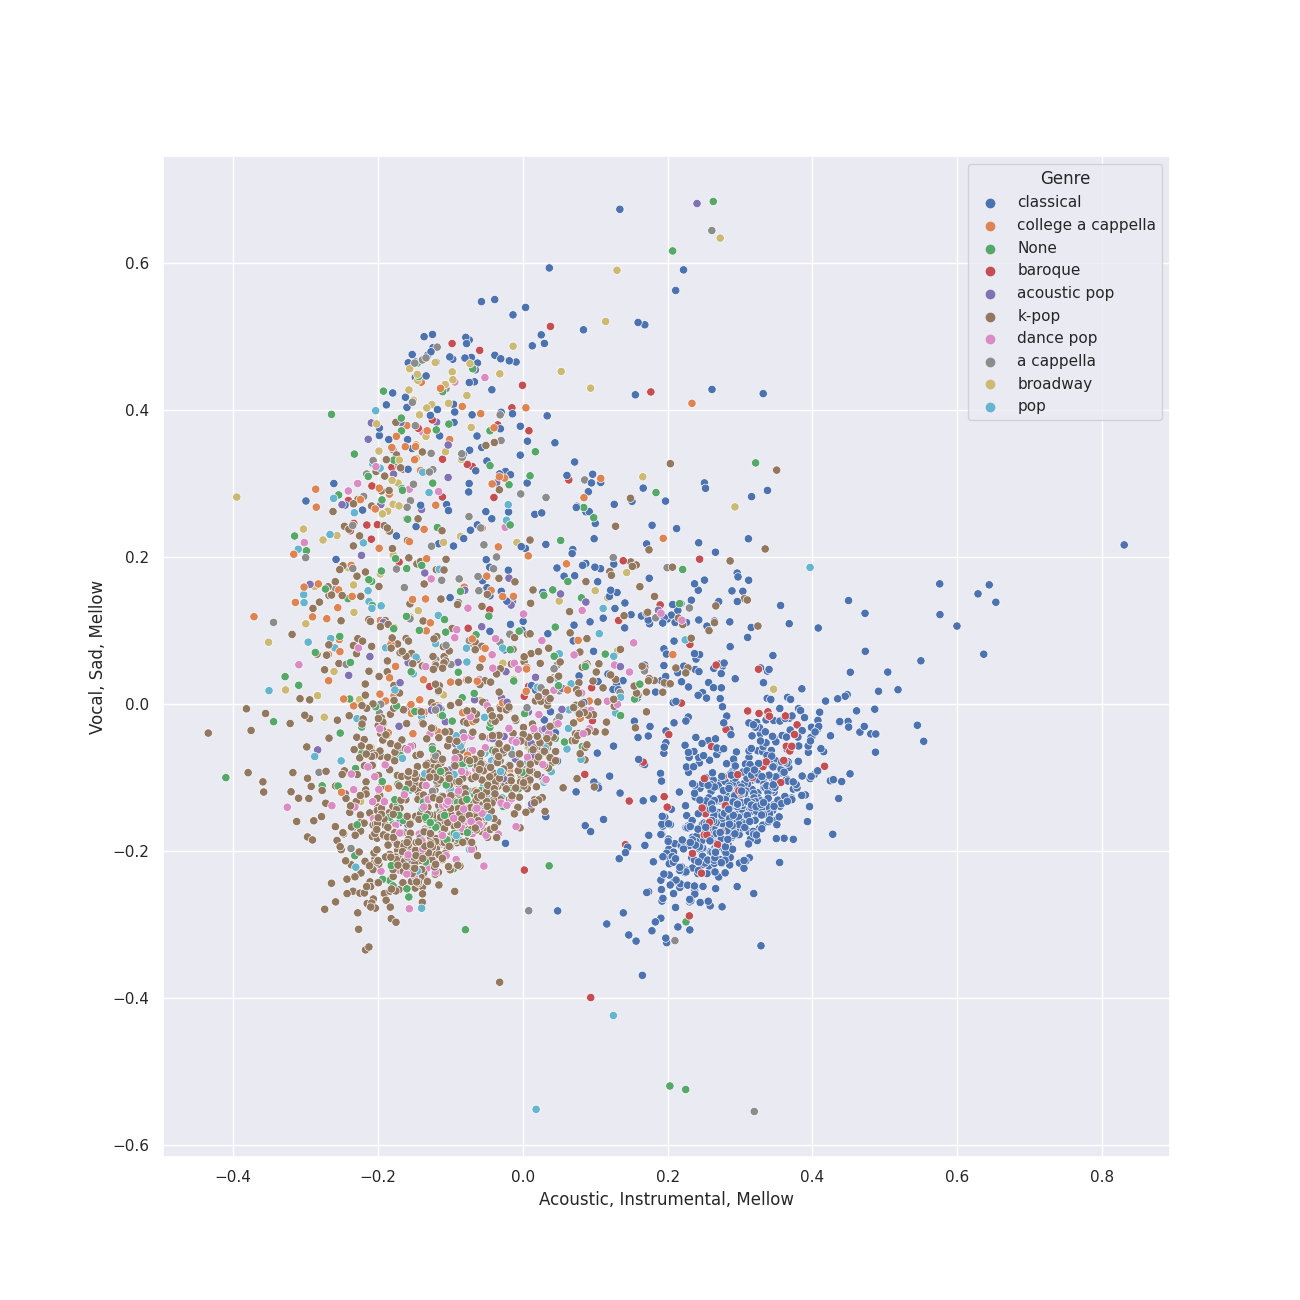 Genre
classical
college a cappella
None
baroque
acoustic pop
k-pop
dance pop
a cappella
broadway
pop
0.6
0.4
0.2
0.0
−0.2
−0.4
−0.6
Vocal, Sad, Mellow
−0.4
−0.2
0.0
0.2
0.4
0.6
0.8
Acoustic, Instrumental, Mellow